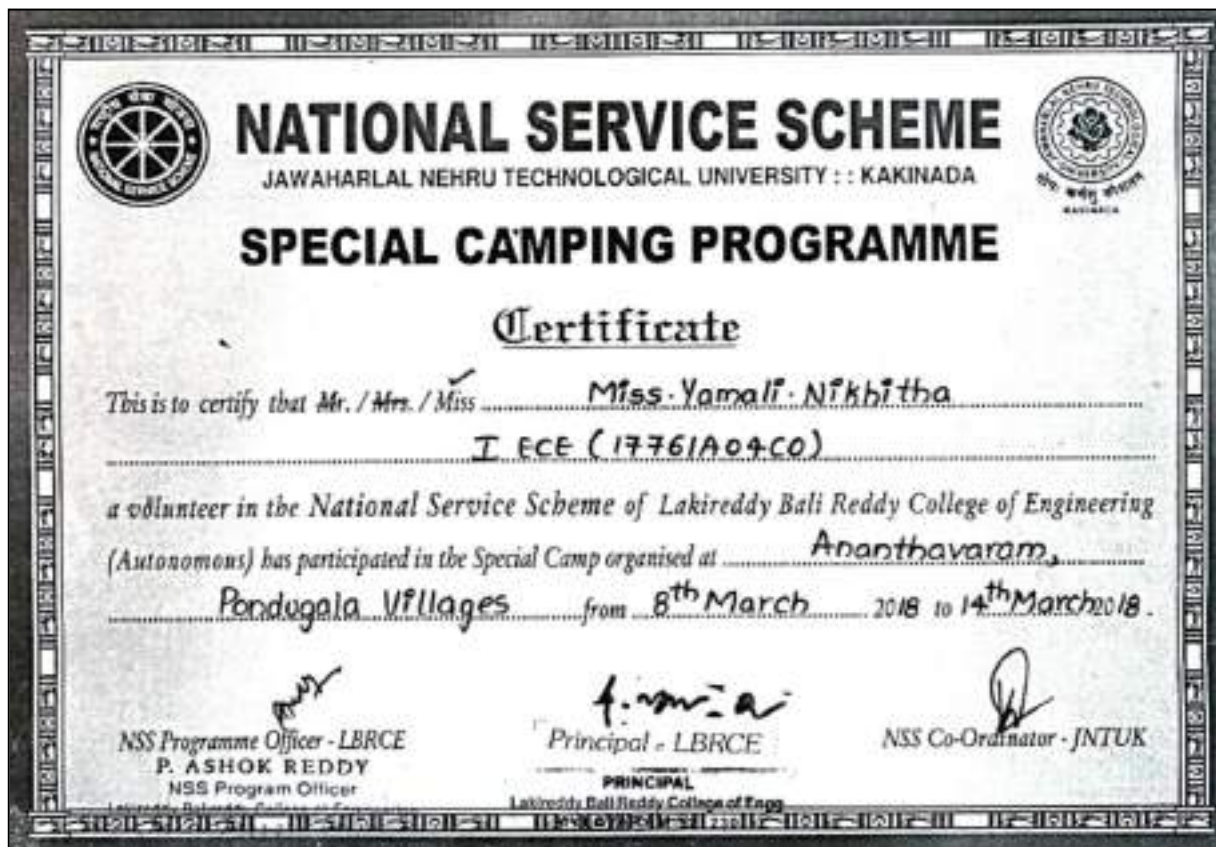 NATIONAL SERVICE SCHEME
JAWAHARLAL NEHRU TECHNOLOGICAL UNIVERSITY : : KAKINADA
SPECIAL CAMPING PROGRAMME
Certificate
This is to certify that Mr. / Mrs. / Miss Miss. Yamali. Nikhitha
I ECE (17761A04C0)
a volunteer in the National Service Scheme of Lakireddy Bali Reddy College of Engineering
(Autonomous) has participated in the Special Camp organised at Ananthavaram,
Pondugala Villages from 8th March 2018 to 14th March 2018.
NSS Programme Officer - LBRCE Principal - LBRCE NSS Co-Ordinator - JNTUK
P. ASHOK REDDY
NSS Program Officer
PRINCIPAL
Lakireddy Bali Reddy College of Engg